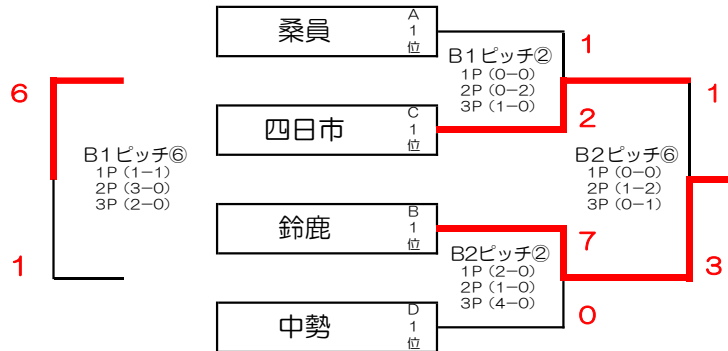 桑員
A
1
位
1
B1ピッチ②
1P (0-0)
2P (0-2)
3P (1-0)
6
1
四日市
C
1
位
2
B1ピッチ⑥
1P (1-1)
2P (3-0)
3P (2-0)
B2ピッチ⑥
1P (0-0)
2P (1-2)
3P (0-1)
鈴鹿
B
1
位
7
B2ピッチ②
1P (2-0)
2P (1-0)
3P (4-0)
1
3
中勢
D
1
位
0